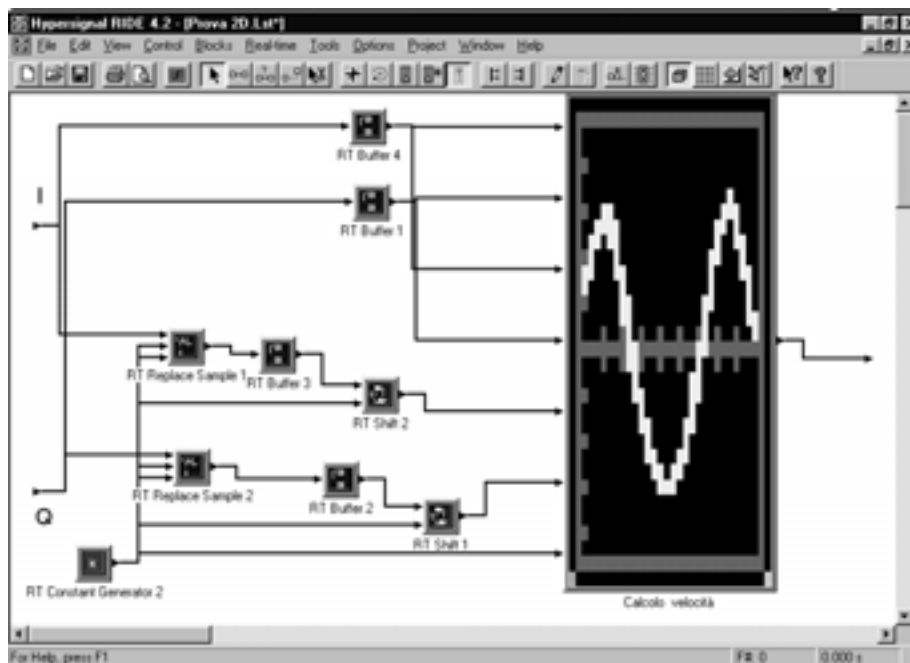 Hypersignal RIDE 4.2 - [Prova 2D.Lst*]
File Edit View Control Blocks Real-time Tools Options Project Window Help
RT Buffer 4
I
RT Buffer 1
RT Replace Sample 1
RT Buffer 3
RT Shift 2
RT Replace Sample 2
RT Buffer 2
Q
RT Shift 1
RT Constant Generator 2
Calcolo velocità
For Help, press F1
F#: 0
0.000 s